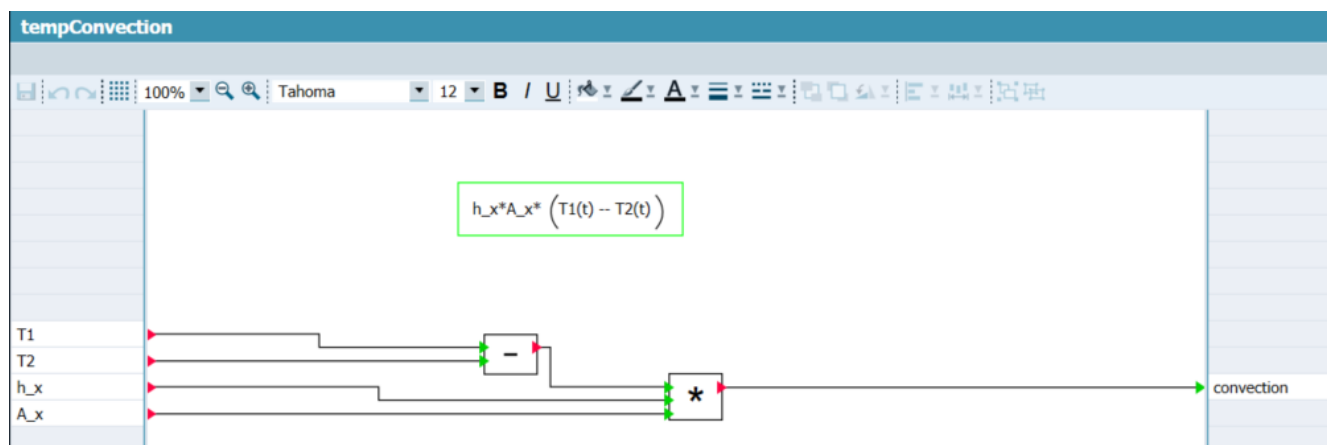 tempConvection
100% Tahoma 12 B I U A
h_x*A_x* (T1(t) -- T2(t))
T1
T2
h_x
A_x
-
*
convection